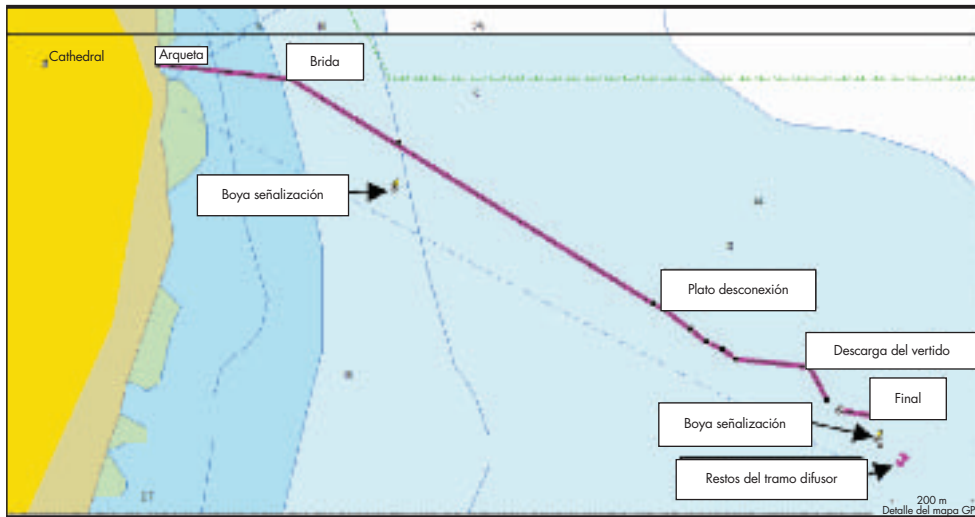 Cathedral
Arqueta
Brida
Boya señalización
Plato desconexión
Descarga del vertido
Final
Boya señalización
Restos del tramo difusor
200 m
Detalle del mapa GP